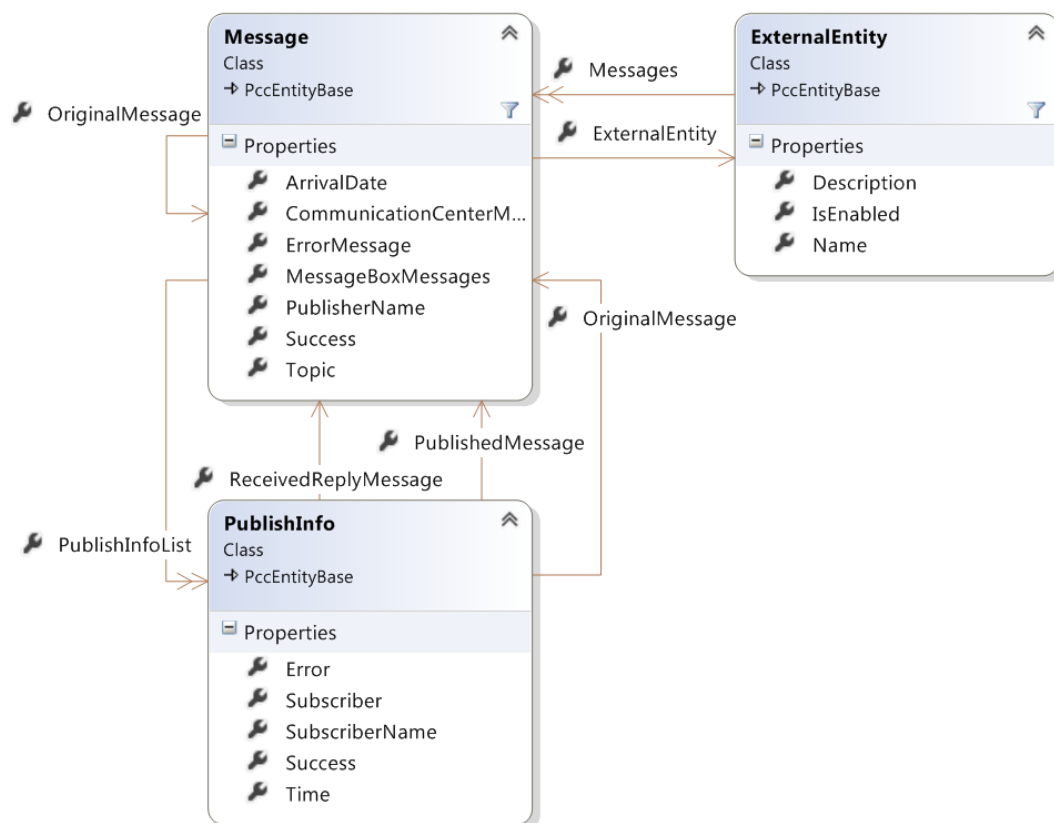 Message
Class
PccEntityBase
Properties
ArrivalDate
CommunicationCenterM...
ErrorMessage
MessageBoxMessages
PublisherName
Success
Topic
ExternalEntity
Class
PccEntityBase
Properties
Description
IsEnabled
Name
Messages
ExternalEntity
OriginalMessage
OriginalMessage
PublishedMessage
ReceivedReplyMessage
PublishInfoList
PublishInfo
Class
PccEntityBase
Properties
Error
Subscriber
SubscriberName
Success
Time